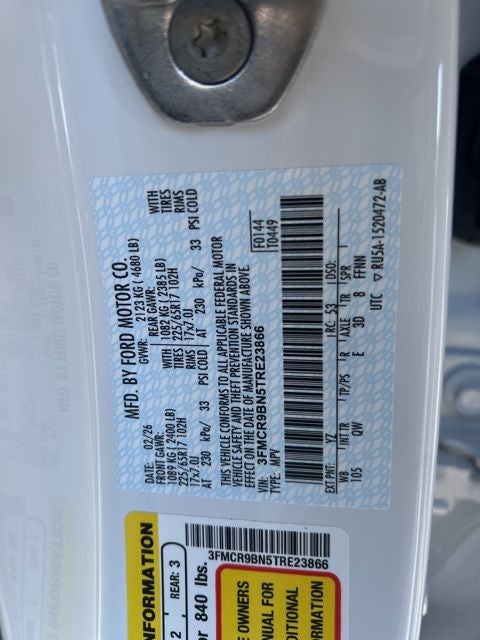 MFD. BY FORD MOTOR CO.
DATE: 02/26 GVWR: 2123 KG ( 4680 LB)
FRONT GAWR: REAR GAWR:
1089 KG ( 2400 LB) WITH 1082 KG ( 2385 LB) WITH
225/65R17 102H TIRES 225/65R17 102H TIRES
17x7.0J RIMS 17x7.0J RIMS
AT 230 kPa/ 33 PSI COLD AT 230 kPa/ 33 PSI COLD
THIS VEHICLE CONFORMS TO ALL APPLICABLE FEDERAL MOTOR
VEHICLE SAFETY AND THEFT PREVENTION STANDARDS IN
EFFECT ON THE DATE OF MANUFACTURE SHOWN ABOVE.
VIN: 3FMCR9BN5TRE23866 F0144
TYPE: MPV T0449
EXT PNT: YZ RC: 53 DSO:
WB INT TR TP/PS R AXLE TR SPR
105 QW E 3D 8 FFNN
UTC ▽ RU5A-1520472-AB
3FMCR9BN5TRE23866
INFORMATION
2 REAR: 3
or 840 lbs.
OWNERS
MANUAL FOR
DITIONAL
FORMATION